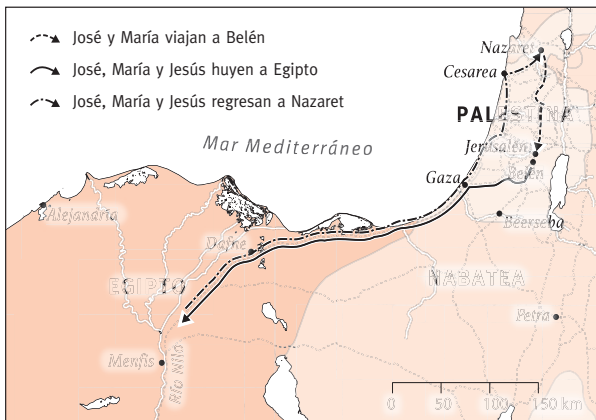 José y María viajan a Belén
José, María y Jesús huyen a Egipto
José, María y Jesús regresan a Nazaret
Nazaret
Cesarea
PALESTINA
Mar Mediterráneo
Jerusalén
Gaza
Belén
Alejandría
Beerseba
Dafne
EGIPTO
NABATEA
Petra
Menfis
Río Nilo
0 50 100 150 km